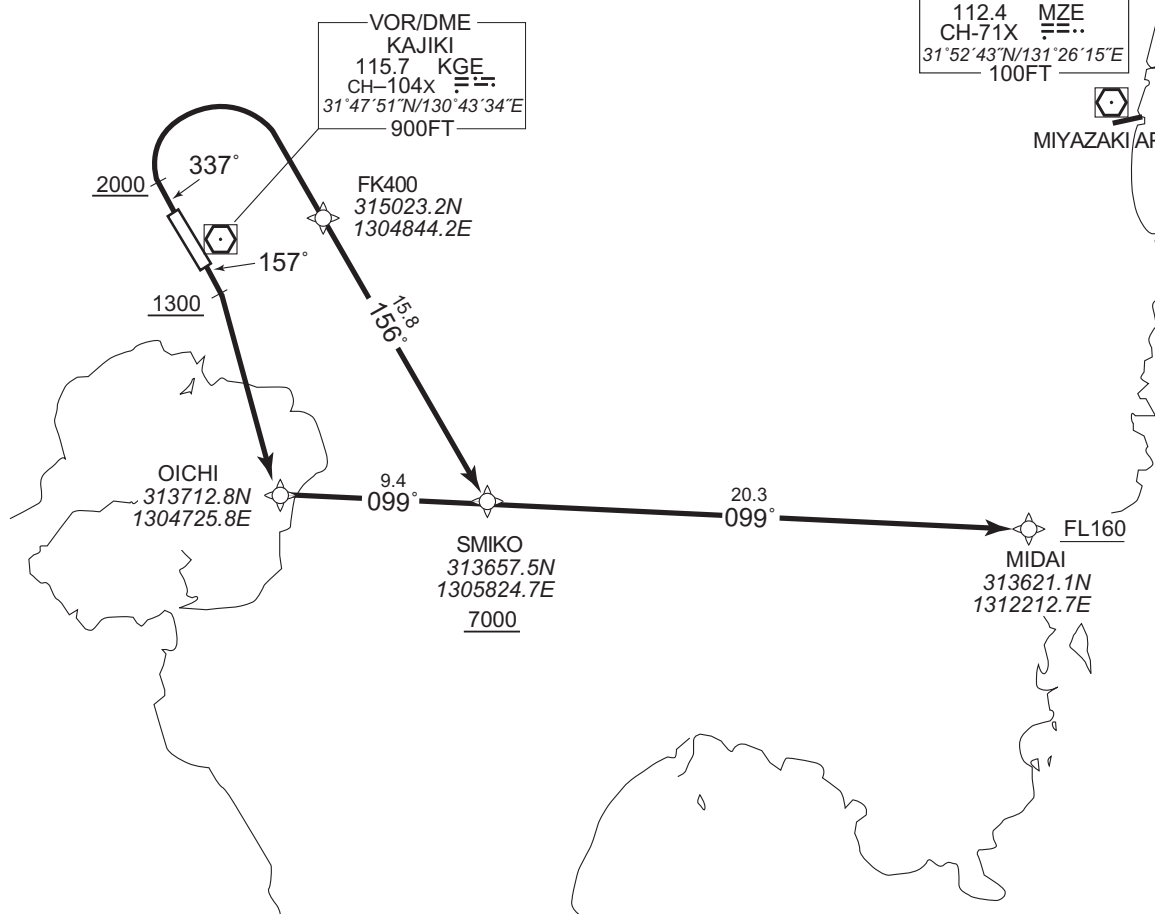 VOR/DME
KAJIKI
115.7 KGE
CH–104X
31°47´51˝N/130°43´34˝E
900FT
112.4 MZE
CH-71X
31°52´43˝N/131°26´15˝E
100FT
MIYAZAKI AP
337˚
2000
FK400
315023.2N
1304844.2E
157˚
1300
15.8
156˚
OICHI
313712.8N
1304725.8E
9.4
099˚
SMIKO
313657.5N
1305824.7E
7000
20.3
099˚
FL160
MIDAI
313621.1N
1312212.7E